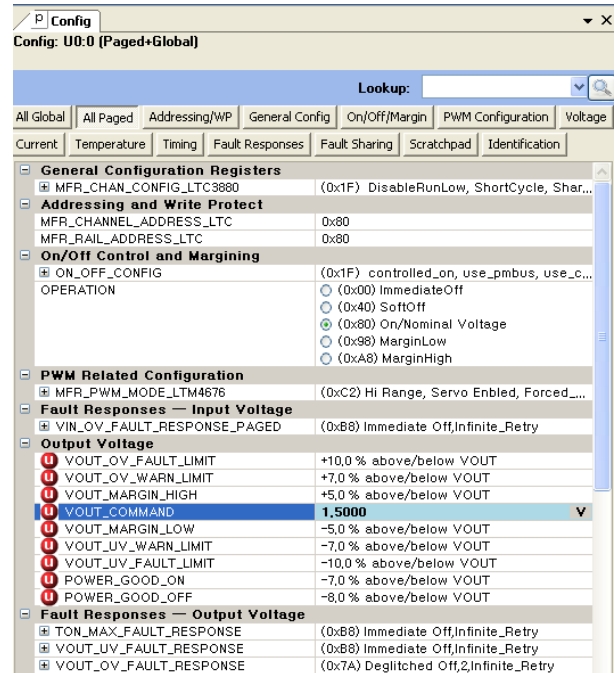 P Config
Config: U0:0 (Paged+Global)
Lookup:
All Global All Paged Addressing/WP General Config On/Off/Margin PWM Configuration Voltage
Current Temperature Timing Fault Responses Fault Sharing Scratchpad Identification
General Configuration Registers
MFR_CHAN_CONFIG_LTC3880 (0x1F) DisableRunLow, ShortCycle, Shar...
Addressing and Write Protect
MFR_CHANNEL_ADDRESS_LTC 0x80
MFR_RAIL_ADDRESS_LTC 0x80
On/Off Control and Margining
ON_OFF_CONFIG (0x1F) controlled_on, use_pmbus, use_c...
OPERATION (0x00) ImmediateOff
(0x40) SoftOff
(0x80) On/Nominal Voltage
(0x98) MarginLow
(0xA8) MarginHigh
PWM Related Configuration
MFR_PWM_MODE_LTM4676 (0xC2) Hi Range, Servo Enbled, Forced_...
Fault Responses — Input Voltage
VIN_OV_FAULT_RESPONSE_PAGED (0xB8) Immediate Off,Infinite_Retry
Output Voltage
U VOUT_OV_FAULT_LIMIT +10,0 % above/below VOUT
U VOUT_OV_WARN_LIMIT +7,0 % above/below VOUT
U VOUT_MARGIN_HIGH +5,0 % above/below VOUT
U VOUT_COMMAND 1,5000 V
U VOUT_MARGIN_LOW -5,0 % above/below VOUT
U VOUT_UV_WARN_LIMIT -7,0 % above/below VOUT
U VOUT_UV_FAULT_LIMIT -10,0 % above/below VOUT
U POWER_GOOD_ON -7,0 % above/below VOUT
U POWER_GOOD_OFF -8,0 % above/below VOUT
Fault Responses — Output Voltage
TON_MAX_FAULT_RESPONSE (0xB8) Immediate Off,Infinite_Retry
VOUT_UV_FAULT_RESPONSE (0xB8) Immediate Off,Infinite_Retry
VOUT_OV_FAULT_RESPONSE (0x7A) Deglitched Off,2,Infinite_Retry